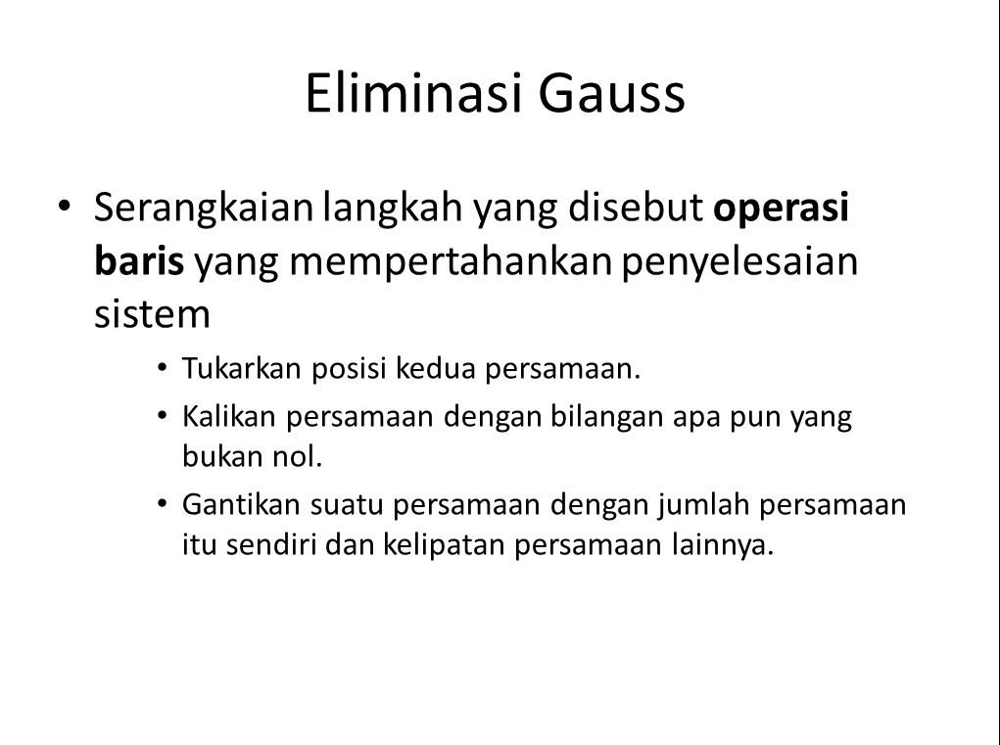 Eliminasi Gauss
• Serangkaian langkah yang disebut operasi
baris yang mempertahankan penyelesaian
sistem
• Tukarkan posisi kedua persamaan.
• Kalikan persamaan dengan bilangan apa pun yang
bukan nol.
• Gantikan suatu persamaan dengan jumlah persamaan
itu sendiri dan kelipatan persamaan lainnya.